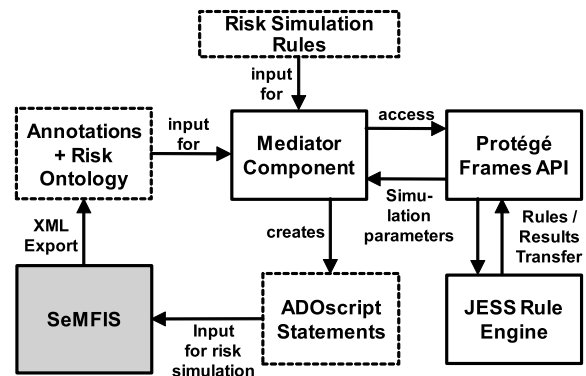 Risk Simulation
Rules
input
for
Annotations
+ Risk
Ontology
input
for
Mediator
Component
access
Protégé
Frames API
Simu-
lation
parameters
XML
Export
creates
Rules /
Results
Transfer
SeMFIS
Input
for risk
simulation
ADOscript
Statements
JESS Rule
Engine